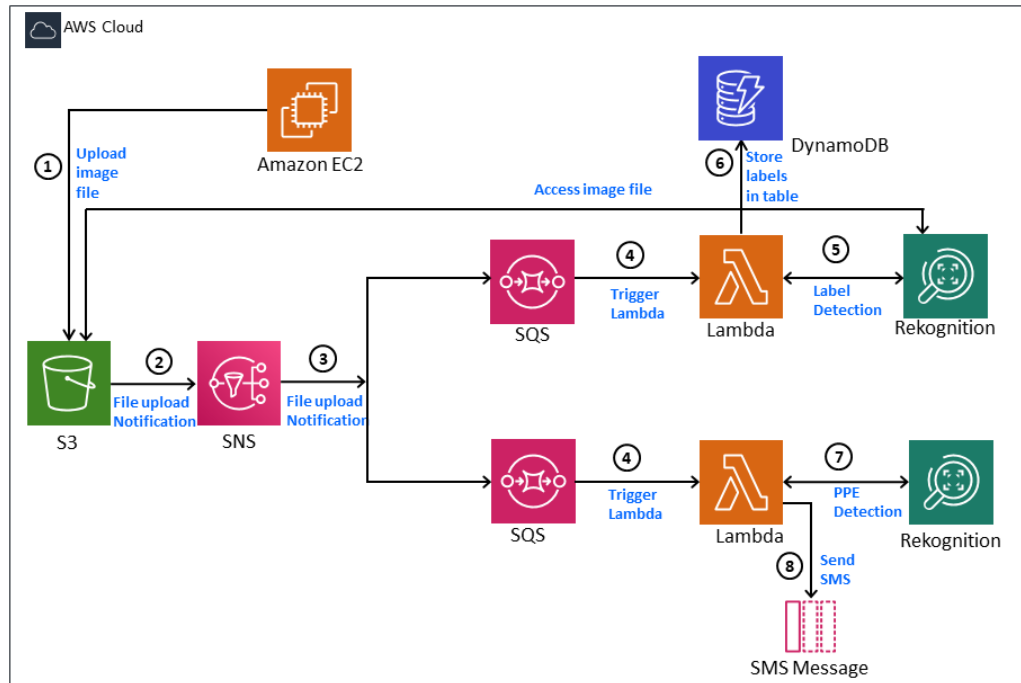 AWS Cloud
Amazon EC2
DynamoDB
1
Upload
image
file
6
Store
labels
in table
Access image file
SQS
4
Trigger
Lambda
Lambda
5
Label
Detection
Rekognition
S3
2
File upload
Notification
SNS
3
File upload
Notification
SQS
4
Trigger
Lambda
Lambda
7
PPE
Detection
Rekognition
8
Send
SMS
SMS Message